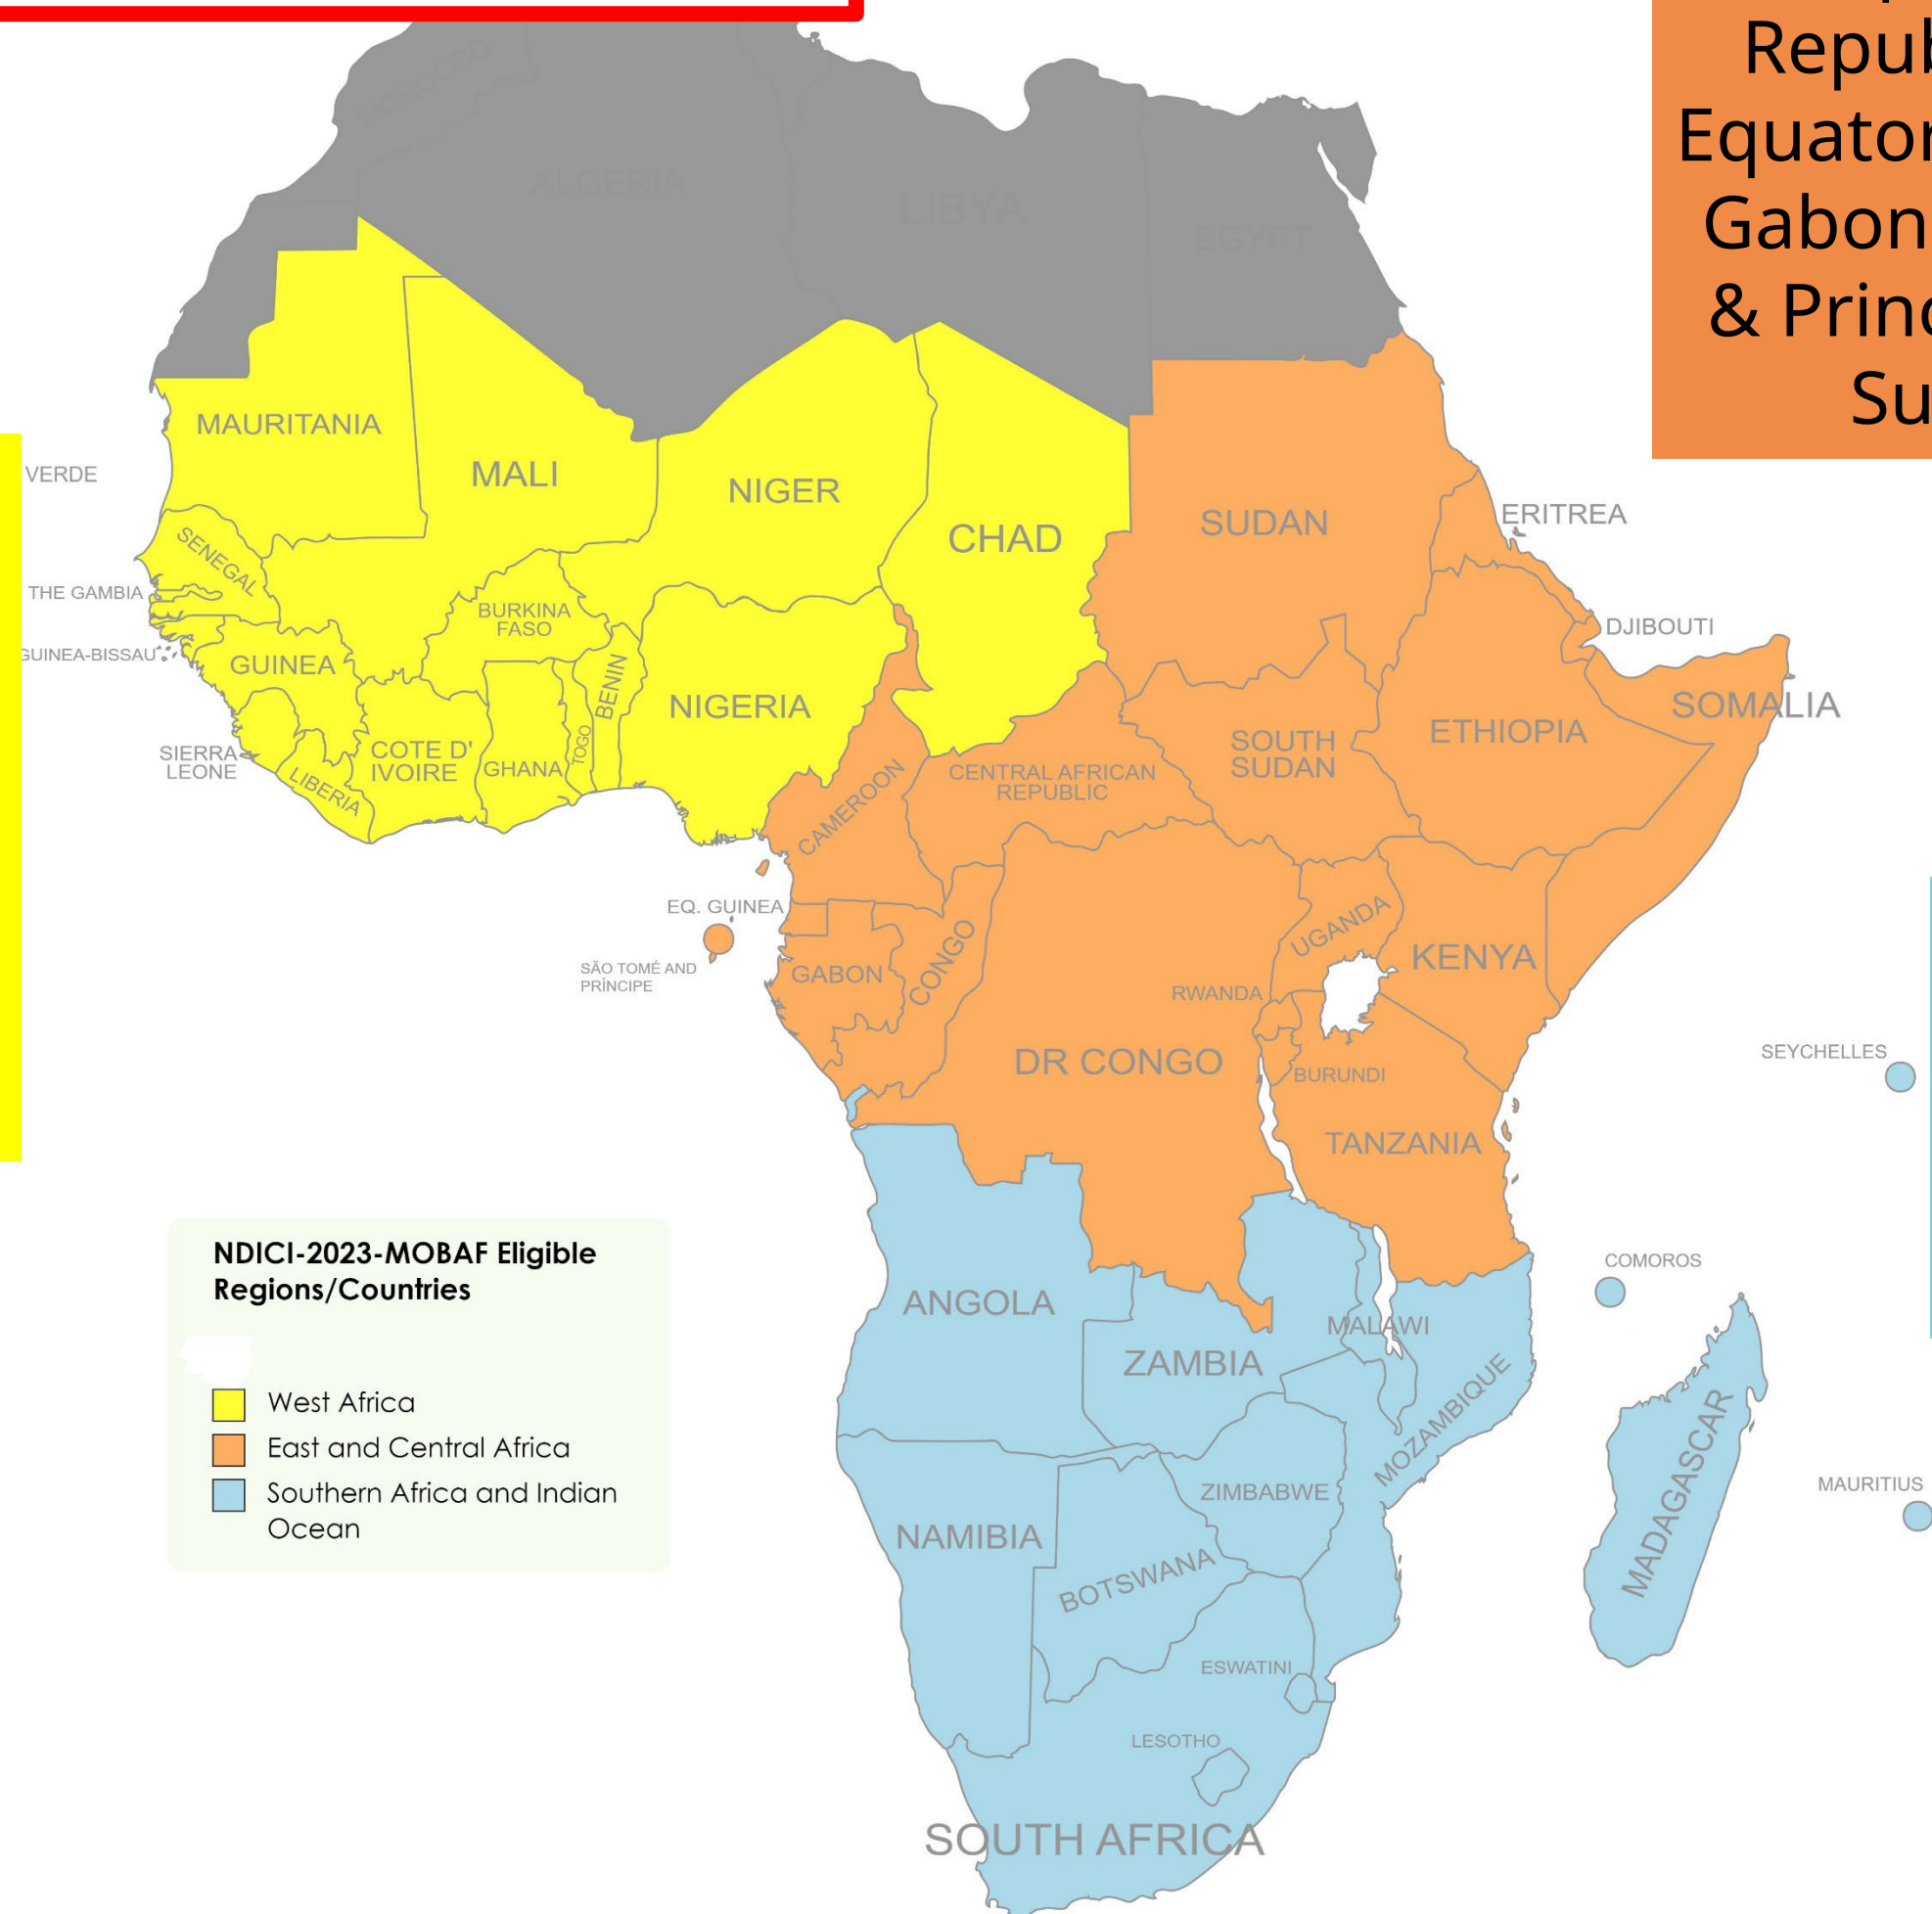 Repub
Equator
Gabon
& Princ
Su
MOROCCO
ALGERIA
LIBYA
EGYPT
MAURITANIA
MALI
NIGER
CHAD
SUDAN
ERITREA
VERDE
SENEGAL
THE GAMBIA
BURKINA
FASO
DJIBOUTI
GUINEA-BISSAU
GUINEA
BENIN
NIGERIA
SOMALIA
SOUTH
SUDAN
ETHIOPIA
SIERRA
LEONE
LIBERIA
COTE D'
IVOIRE
GHANA
TOGO
CAMEROON
CENTRAL AFRICAN
REPUBLIC
EQ. GUINEA
UGANDA
KENYA
SÃO TOMÉ AND
PRÍNCIPE
GABON
CONGO
RWANDA
DR CONGO
BURUNDI
SEYCHELLES
TANZANIA
NDICI-2023-MOBAF Eligible
Regions/Countries
West Africa
East and Central Africa
Southern Africa and Indian
Ocean
COMOROS
ANGOLA
MALAWI
ZAMBIA
MOZAMBIQUE
MADAGASCAR
MAURITIUS
ZIMBABWE
NAMIBIA
BOTSWANA
ESWATINI
LESOTHO
SOUTH AFRICA